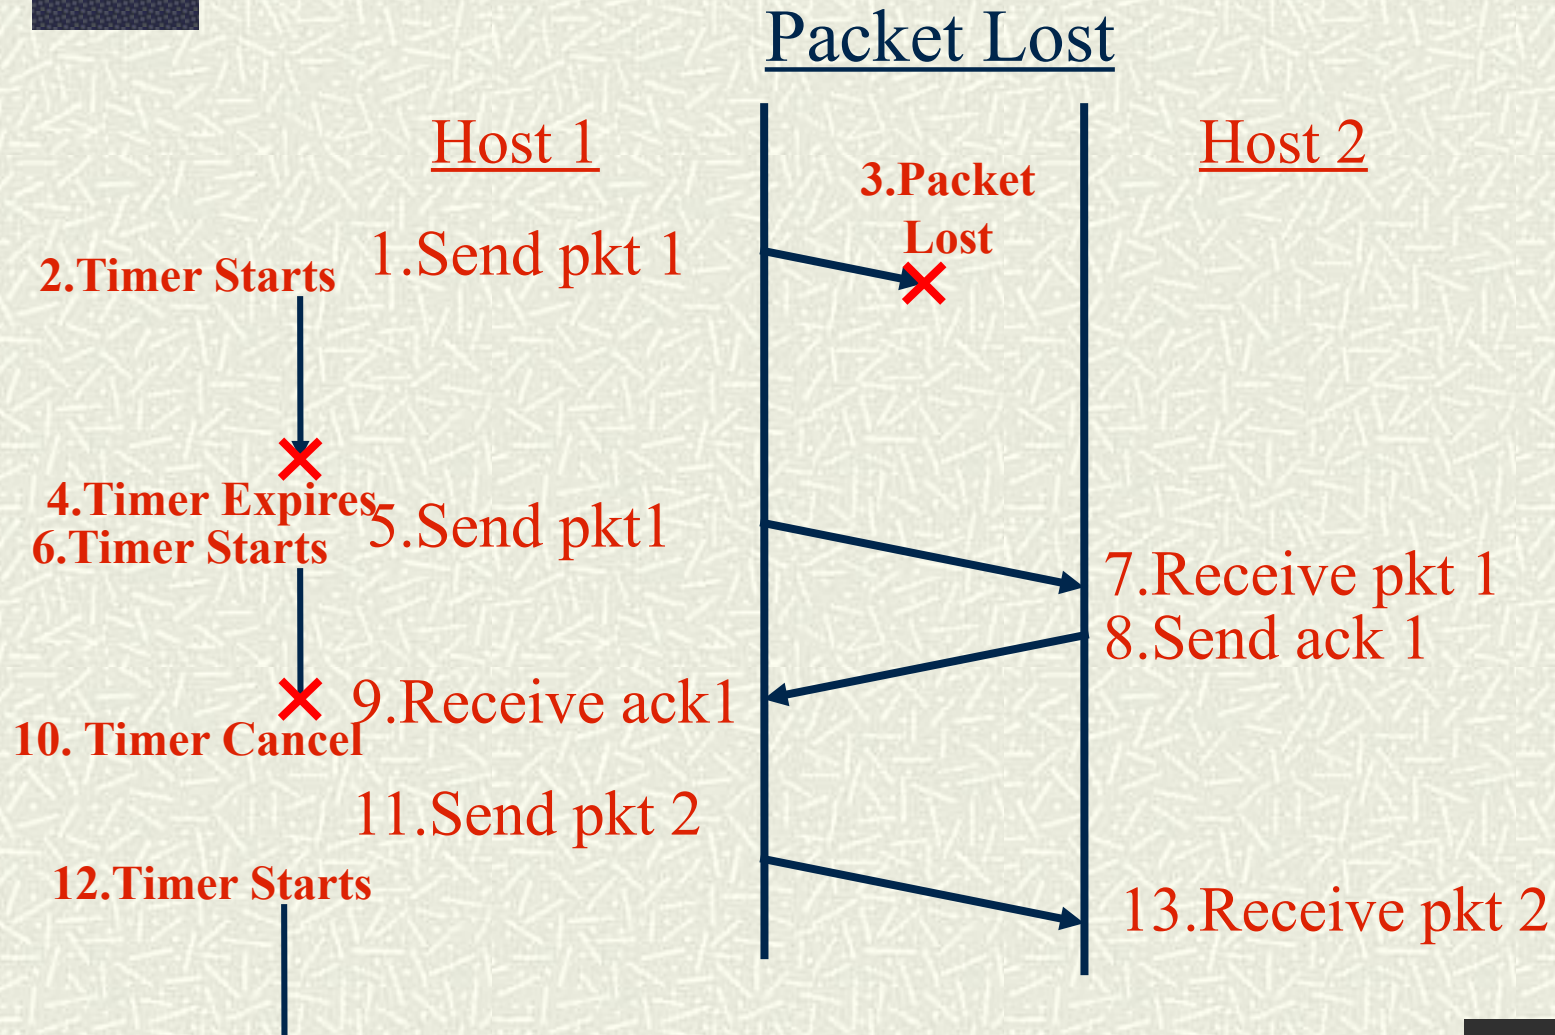 Packet Lost
Host 1
Host 2
3.Packet
Lost
1.Send pkt 1
2.Timer Starts
4.Timer Expires
5.Send pkt1
6.Timer Starts
7.Receive pkt 1
8.Send ack 1
9.Receive ack1
10. Timer Cancel
11.Send pkt 2
12.Timer Starts
13.Receive pkt 2